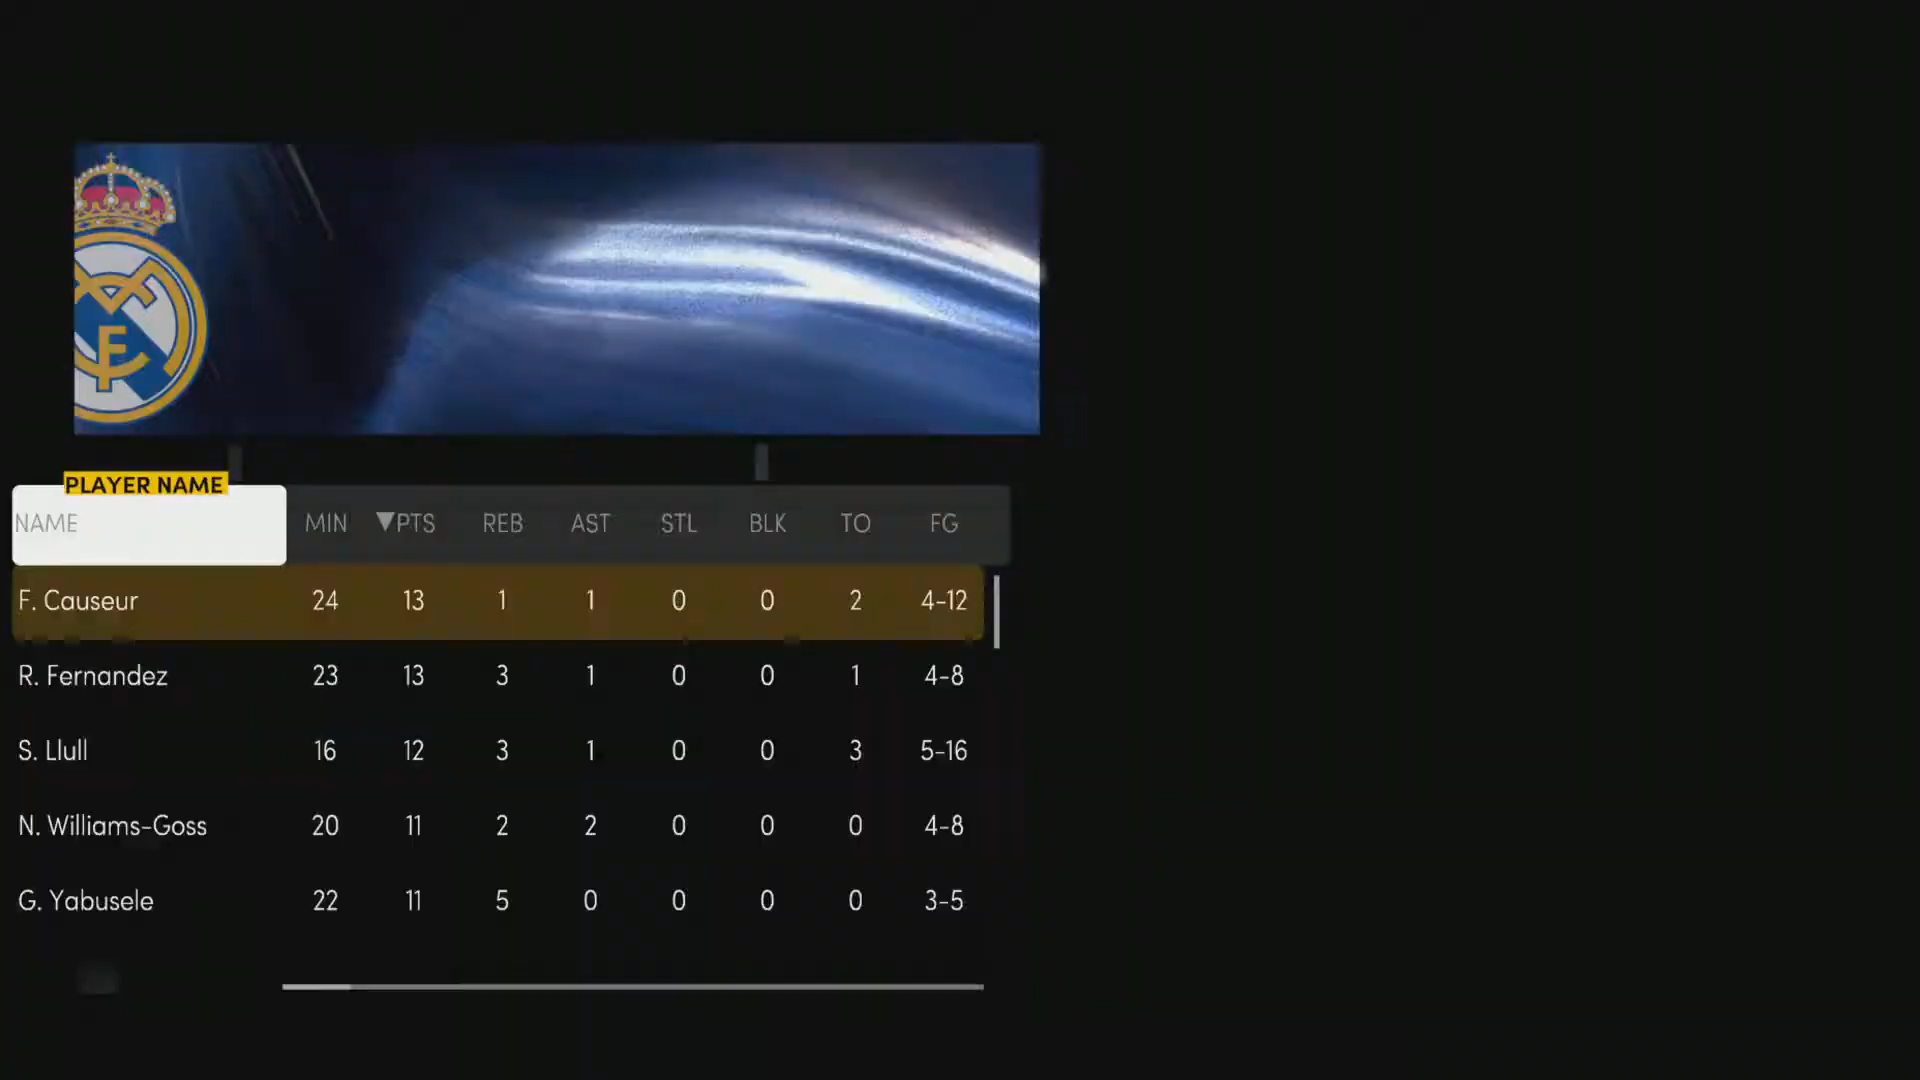 PLAYER NAME
NAME MIN ▼PTS REB AST STL BLK TO FG
F. Causeur 24 13 1 1 0 0 2 4-12
R. Fernandez 23 13 3 1 0 0 1 4-8
S. Llull 16 12 3 1 0 0 3 5-16
N. Williams-Goss 20 11 2 2 0 0 0 4-8
G. Yabusele 22 11 5 0 0 0 0 3-5